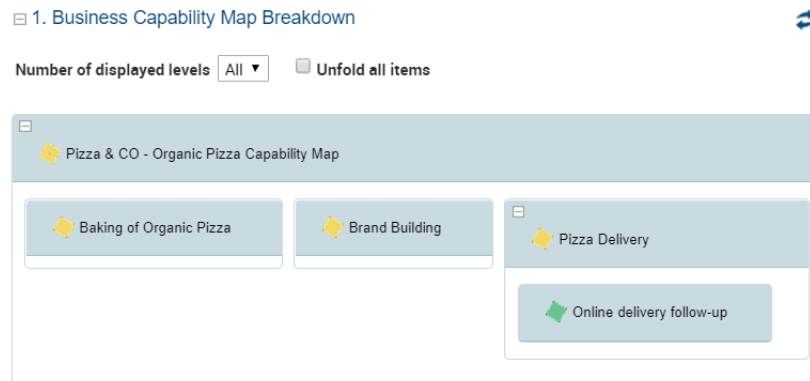 1. Business Capability Map Breakdown
Number of displayed levels All Unfold all items
Pizza & CO - Organic Pizza Capability Map
Baking of Organic Pizza
Brand Building
Pizza Delivery
Online delivery follow-up